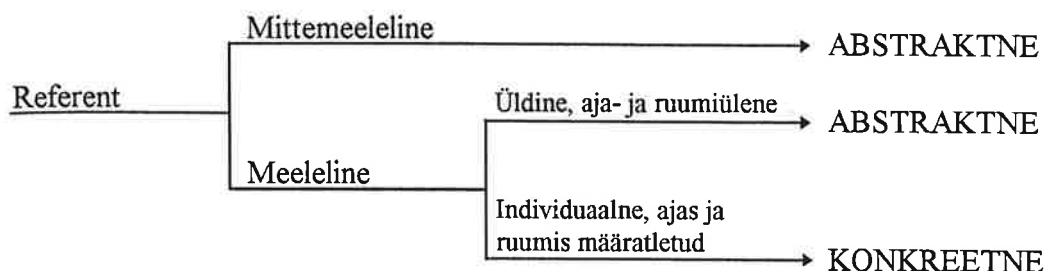 Mittemeeleline
ABSTRAKTNE
Referent
Üldine, aja- ja ruumiülene
ABSTRAKTNE
Meeleline
Individuaalne, ajas ja
ruumis määratletud
KONKREETNE